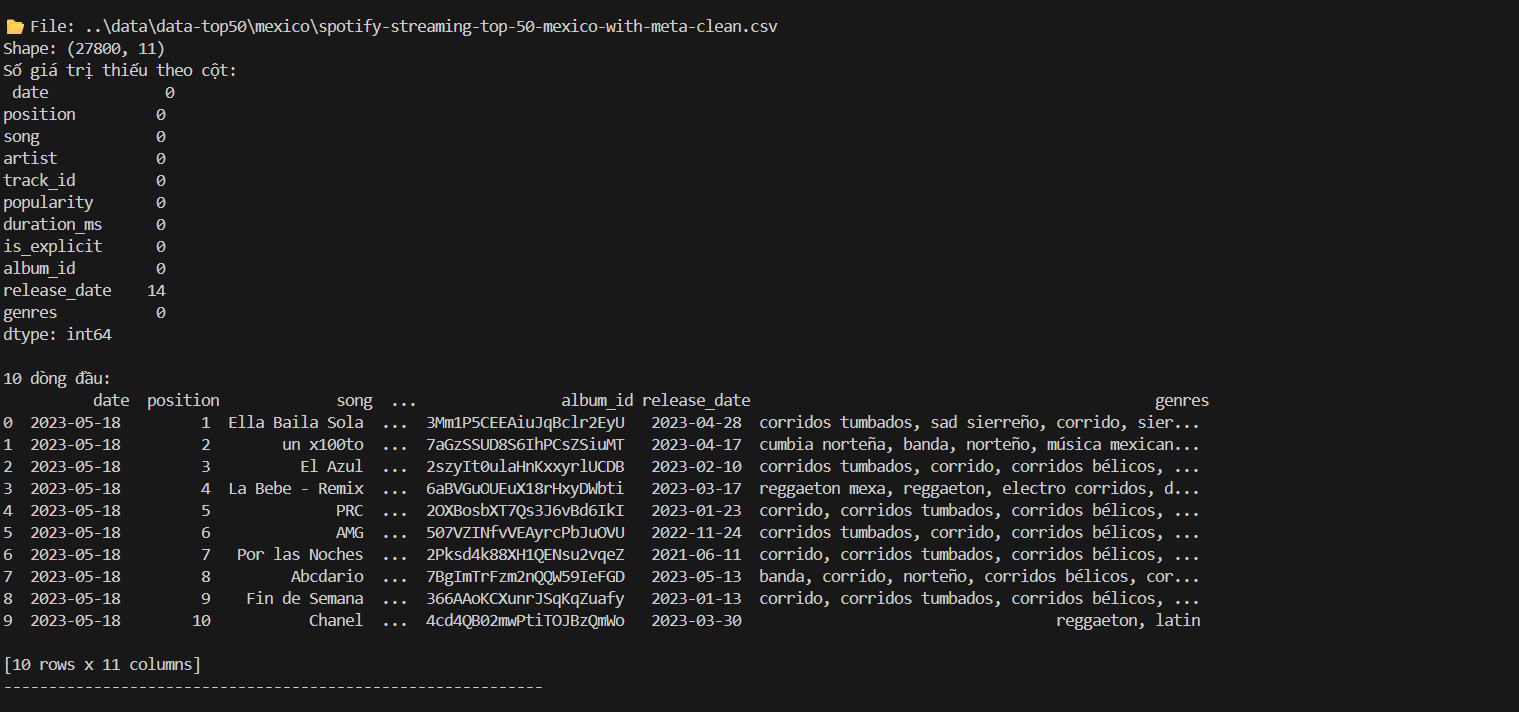 📂 File: ..\data\data-top50\mexico\spotify-streaming-top-50-mexico-with-meta-clean.csv
Shape: (27800, 11)
Số giá trị thiếu theo cột:
 date             0
position         0
song             0
artist           0
track_id         0
popularity       0
duration_ms      0
is_explicit      0
album_id         0
release_date    14
genres           0
dtype: int64

10 dòng đầu:
         date  position             song  ...                album_id release_date                                             genres
0  2023-05-18         1  Ella Baila Sola  ...  3Mm1P5CEEAiuJqBclr2EyU   2023-04-28  corridos tumbados, sad sierreño, corrido, sier...
1  2023-05-18         2        un x100to  ...  7aGzSSUD8S6IhPCsZSiuMT   2023-04-17  cumbia norteña, banda, norteño, música mexican...
2  2023-05-18         3          El Azul  ...  2szyIt0ulaHnKxxyrlUCDB   2023-02-10  corridos tumbados, corrido, corridos bélicos, ...
3  2023-05-18         4  La Bebe - Remix  ...  6aBVGuOUEuX18rHxyDWbti   2023-03-17  reggaeton mexa, reggaeton, electro corridos, d...
4  2023-05-18         5              PRC  ...  2OXBosbXT7Qs3J6vBd6IkI   2023-01-23  corrido, corridos tumbados, corridos bélicos, ...
5  2023-05-18         6              AMG  ...  507VZINfvVEAyrcPbJuOVU   2022-11-24  corridos tumbados, corrido, corridos bélicos, ...
6  2023-05-18         7   Por las Noches  ...  2Pksd4k88XH1QENsu2vqeZ   2021-06-11  corrido, corridos tumbados, corridos bélicos, ...
7  2023-05-18         8         Abcdario  ...  7BgImTrFzm2nQQW59IeFGD   2023-05-13  banda, corrido, norteño, corridos bélicos, cor...
8  2023-05-18         9    Fin de Semana  ...  366AAoKCXunrJSqKqZuafy   2023-01-13  corrido, corridos tumbados, corridos bélicos, ...
9  2023-05-18        10           Chanel  ...  4cd4QB02mwPtiTOJBzQmWo   2023-03-30                                   reggaeton, latin

[10 rows x 11 columns]
------------------------------------------------------------